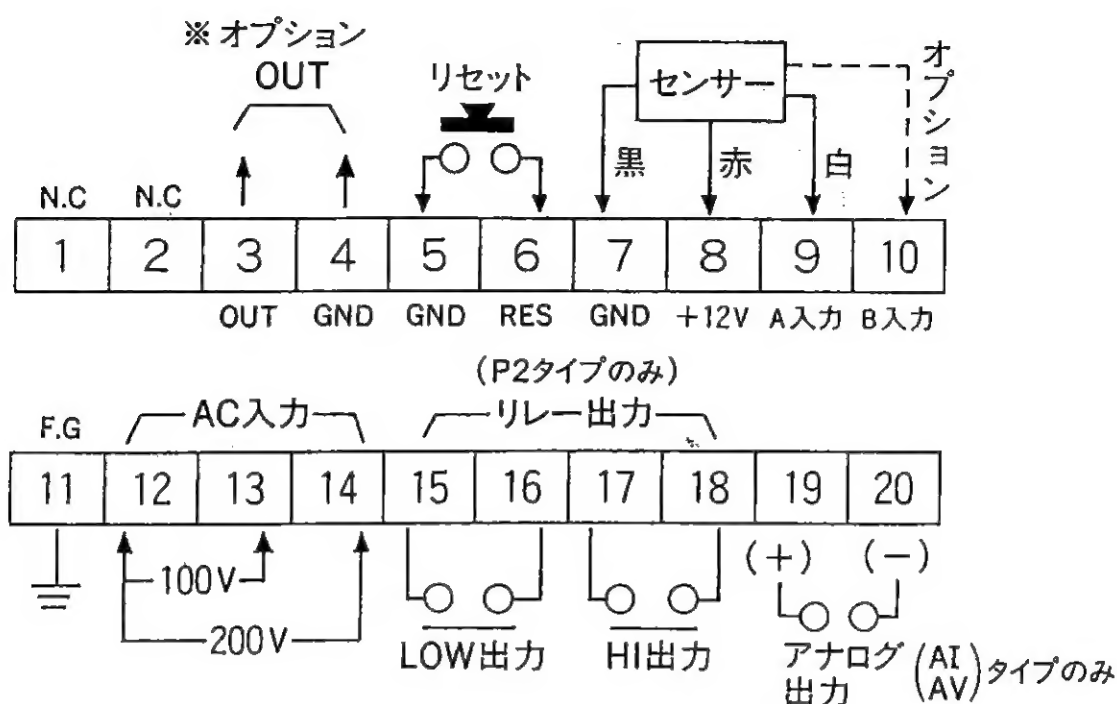 ※オプション
OUT
リセット
センサー
オプション
黒
赤
白
N.C
N.C
1 2 3 4 5 6 7 8 9 10
OUT GND GND RES GND +12V A入力 B入力
(P2タイプのみ)
F.G
AC入力
リレー出力
11 12 13 14 15 16 17 18 19 20
(+) (-)
100V
200V
LOW出力
HI出力
アナログ出力
(AI AV)タイプのみ